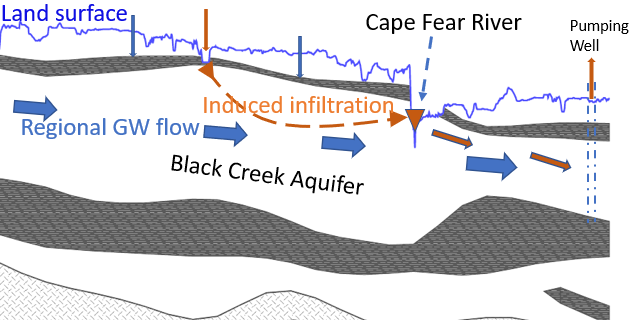 Land surface
Cape Fear River
Pumping
Well
Induced infiltration
Regional GW flow
Black Creek Aquifer